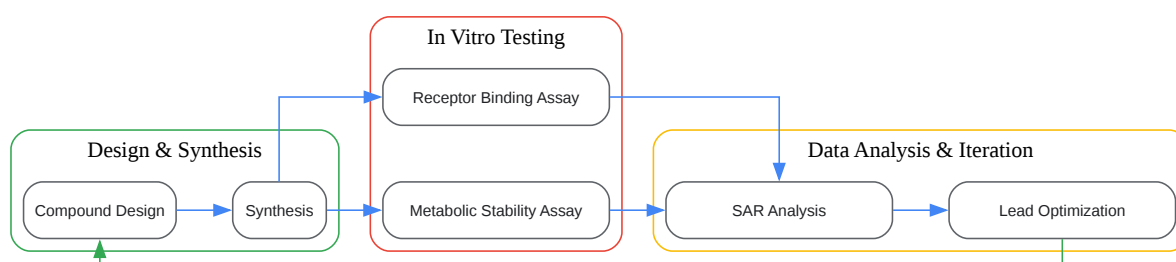 In Vitro Testing
Receptor Binding Assay
Design & Synthesis
Data Analysis & Iteration
Compound Design
Synthesis
Metabolic Stability Assay
SAR Analysis
Lead Optimization